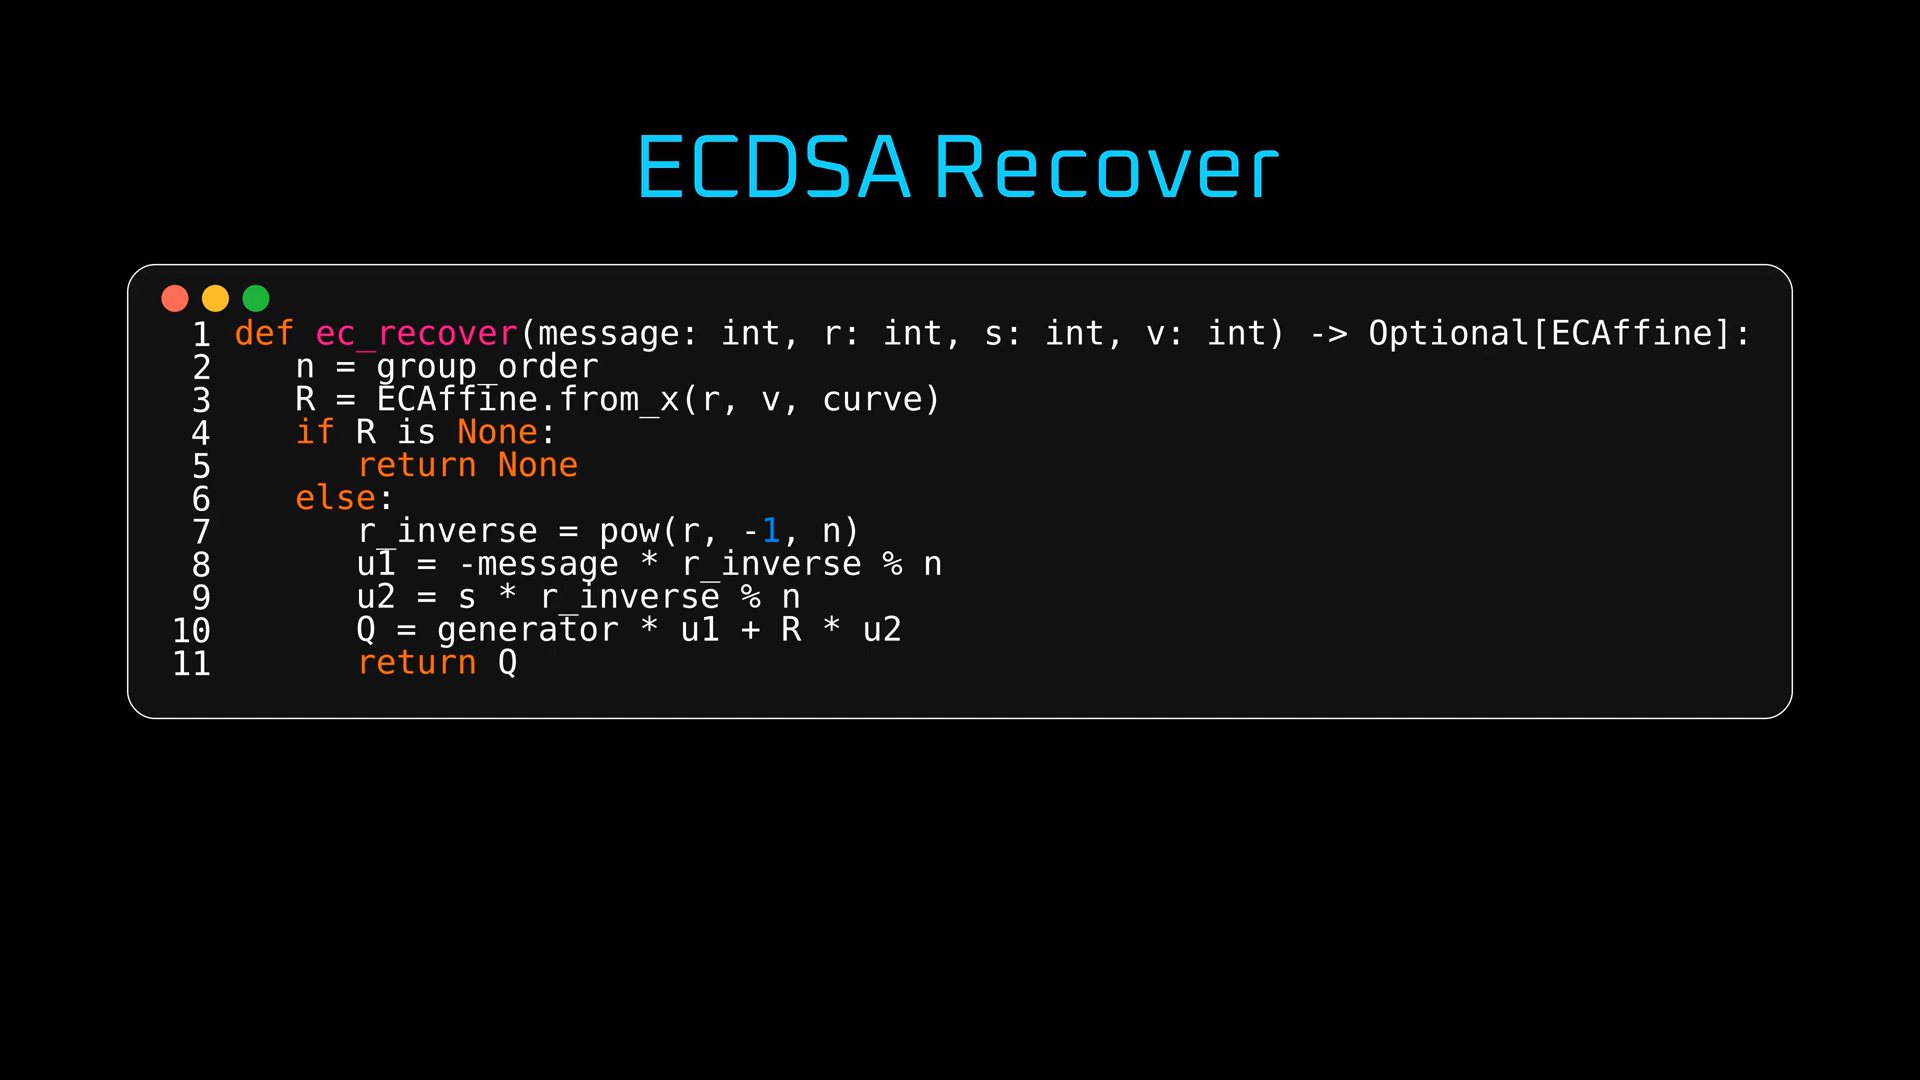 ECDSA Recover
1 def ec_recover(message: int, r: int, s: int, v: int) -> Optional[ECAffine]:
2    n = group_order
3    R = ECAffine.from_x(r, v, curve)
4    if R is None:
5       return None
6    else:
7       r_inverse = pow(r, -1, n)
8       u1 = -message * r_inverse % n
9       u2 = s * r_inverse % n
10       Q = generator * u1 + R * u2
11       return Q